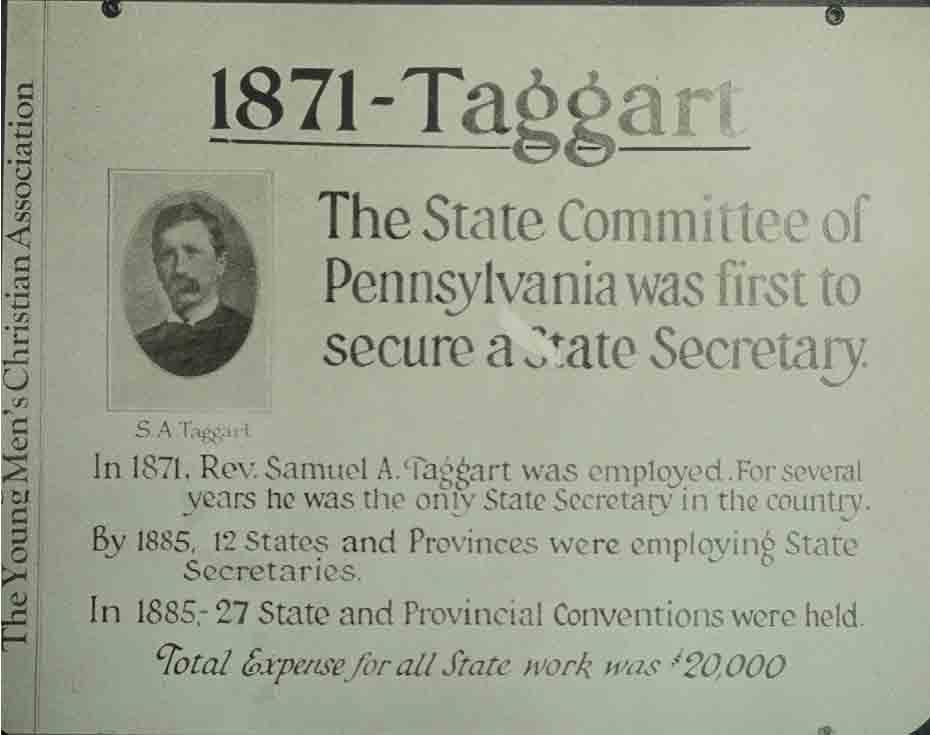 The Young Men's Christian Association
1871-Taggart
The State Committee of
Pennsylvania was first to
secure a State Secretary.
S.A.Taggart
In 1871, Rev. Samuel A. Taggart was employed. For several
years he was the only State Secretary in the country.
By 1885, 12 States and Provinces were employing State
Secretaries.
In 1885,- 27 State and Provincial Conventions were held.
Total Expense for all State work was $20,000